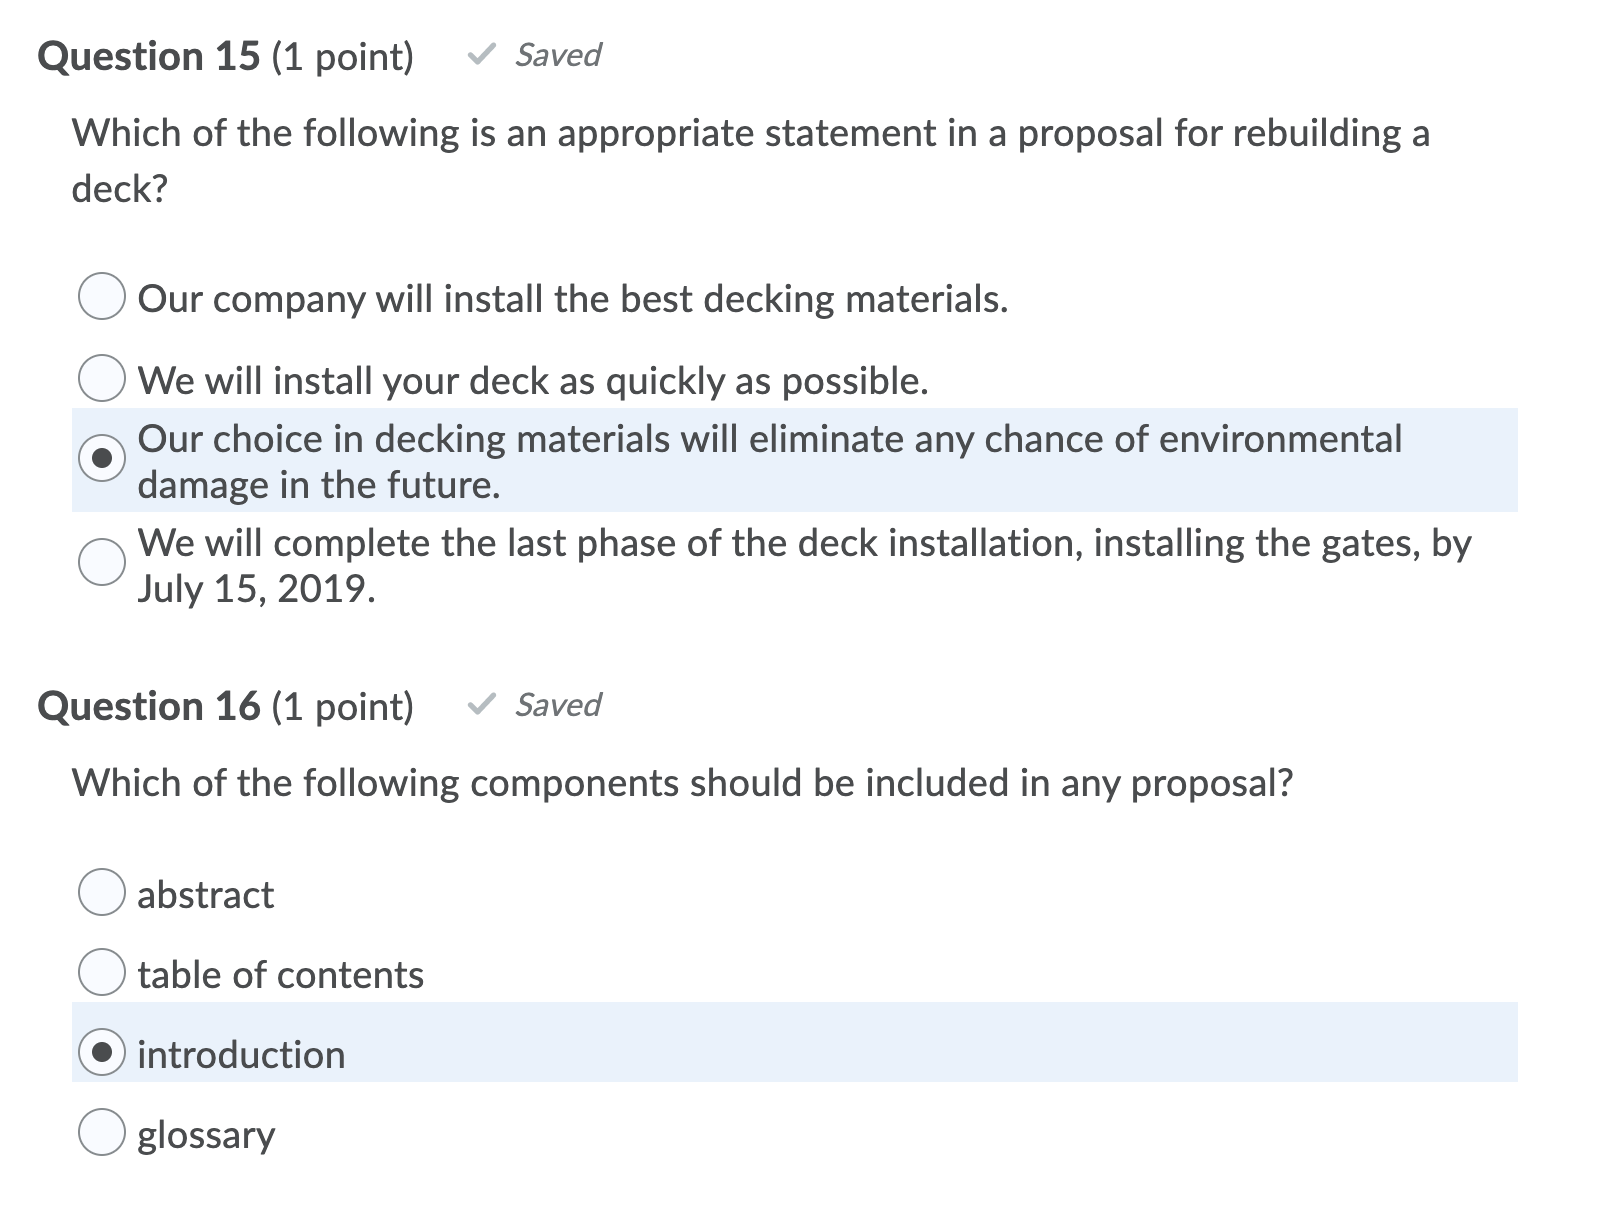 Question 15 (1 point) Saved
Which of the following is an appropriate statement in a proposal for rebuilding a
deck?
Our company will install the best decking materials.
We will install your deck as quickly as possible.
Our choice in decking materials will eliminate any chance of environmental
damage in the future.
We will complete the last phase of the deck installation, installing the gates, by
July 15, 2019.
Question 16 (1 point) Saved
Which of the following components should be included in any proposal?
abstract
table of contents
introduction
glossary